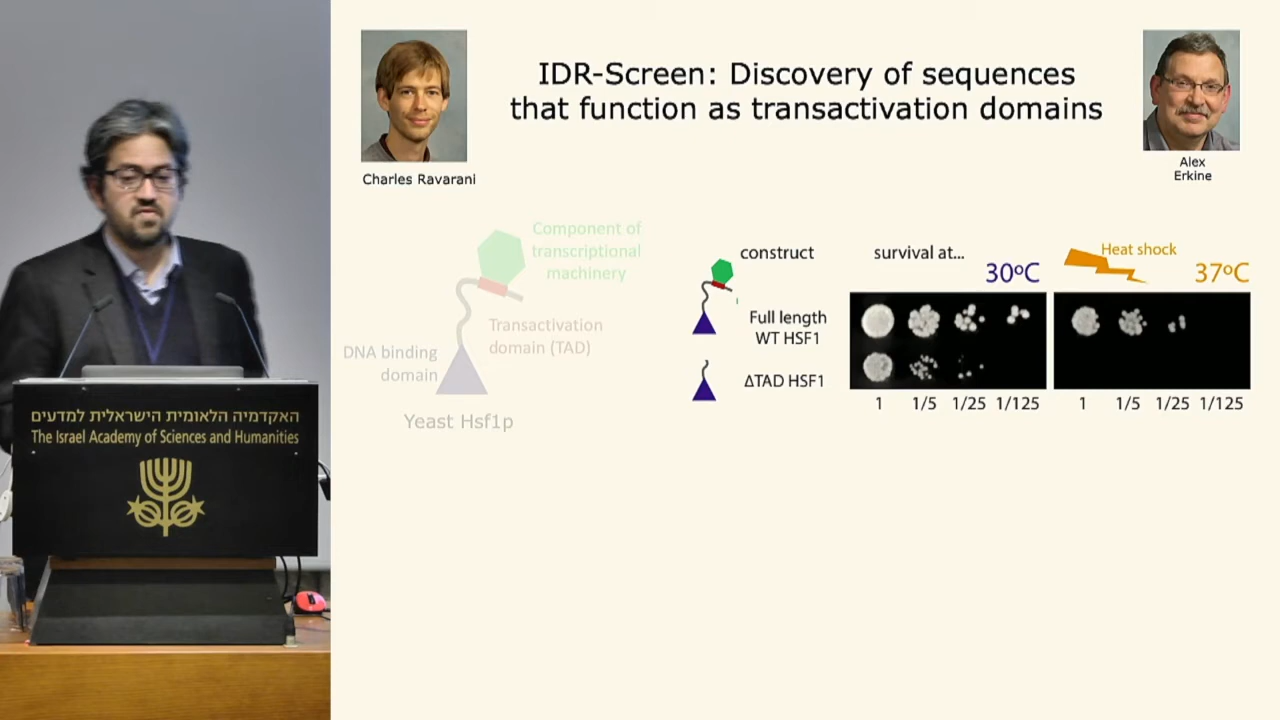 IDR-Screen: Discovery of sequences
that function as transactivation domains
Charles Ravarani
Alex
Erkine
Component of
transcriptional
machinery
Transactivation
domain (TAD)
DNA binding
domain
Yeast Hsf1p
construct
survival at...
30ºC
Heat shock
37ºC
Full length
WT HSF1
ΔTAD HSF1
1 1/5 1/25 1/125
1 1/5 1/25 1/125
האקדמיה הלאומית הישראלית למדעים
The Israel Academy of Sciences and Humanities